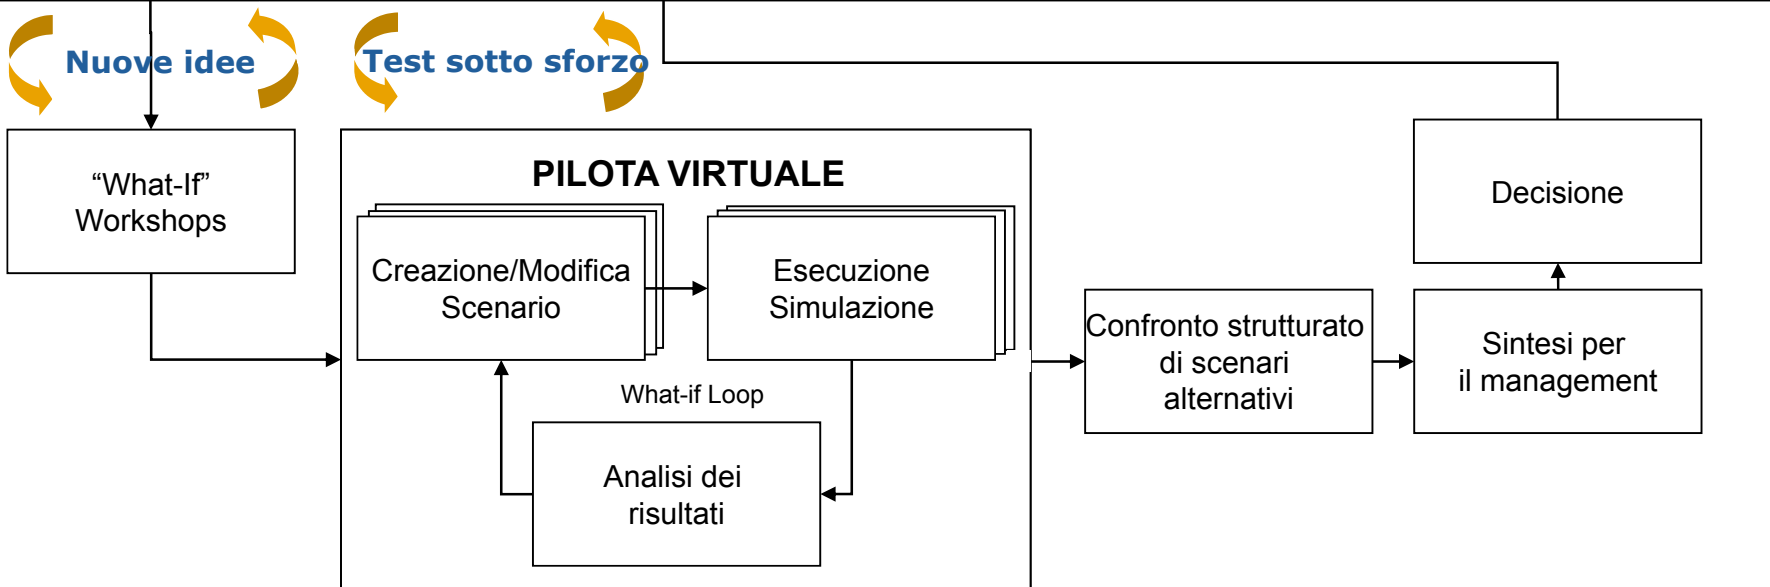 Nuove idee
Test sotto sforzo
“What-If”
Workshops
PILOTA VIRTUALE
Creazione/Modifica
Scenario
Esecuzione
Simulazione
What-if Loop
Analisi dei
risultati
Confronto strutturato
di scenari
alternativi
Decisione
Sintesi per
il management